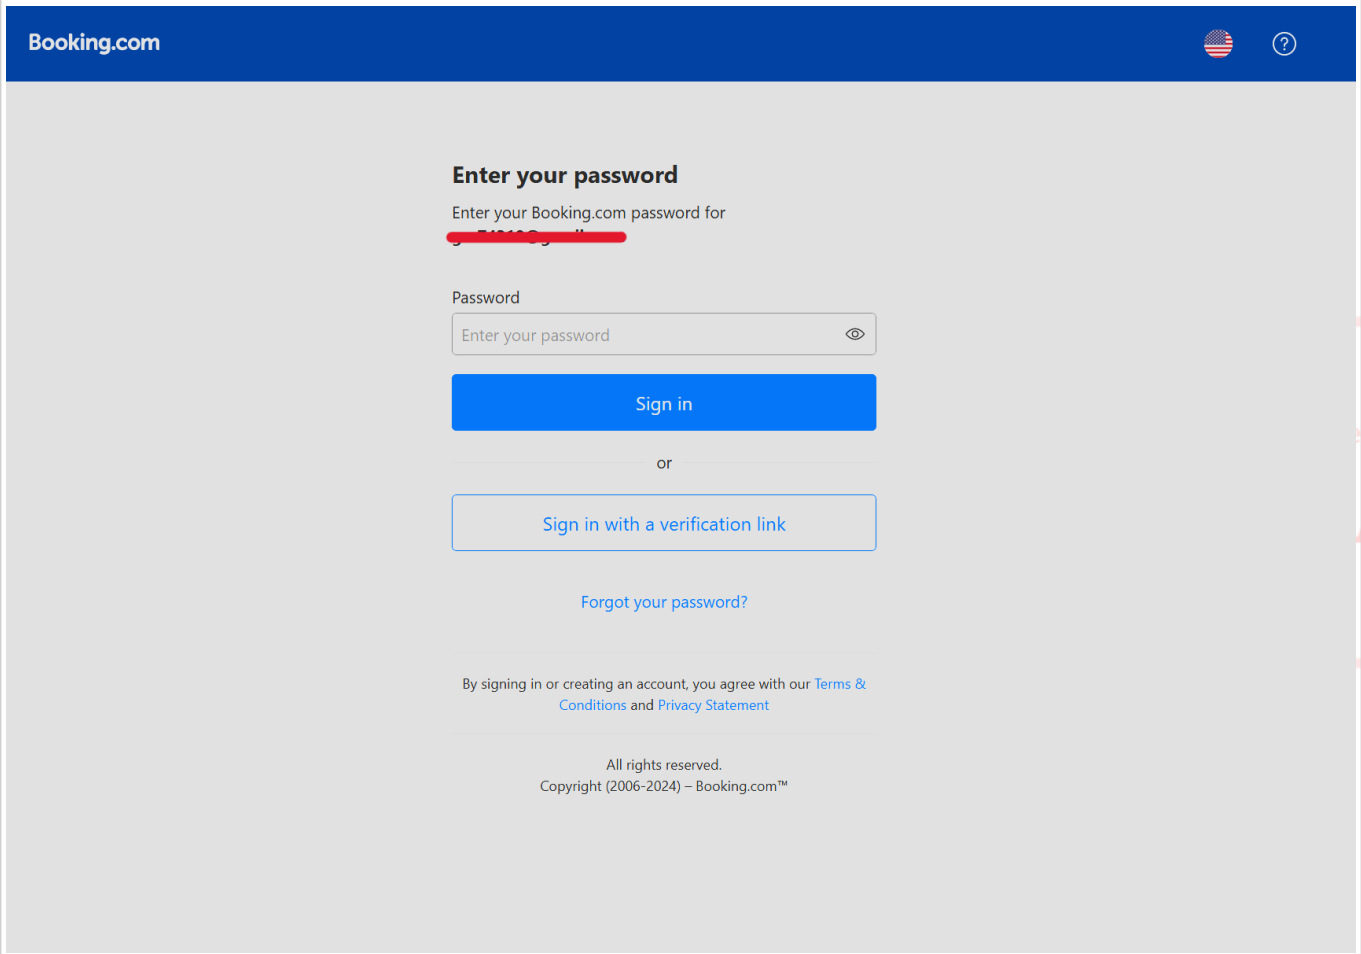 Booking.com
Enter your password
Enter your Booking.com password for
Password
Enter your password
Sign in
or
Sign in with a verification link
Forgot your password?
By signing in or creating an account, you agree with our Terms &
Conditions and Privacy Statement
All rights reserved.
Copyright (2006-2024) – Booking.com™